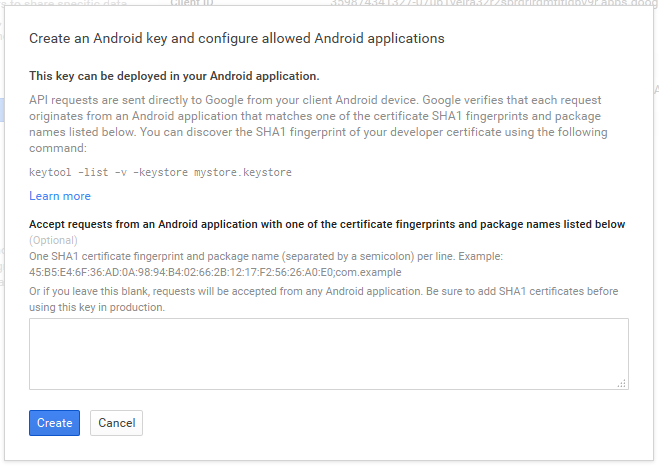 to share specific data
Client ID
Create an Android key and configure allowed Android applications
This key can be deployed in your Android application.
API requests are sent directly to Google from your client Android device. Google verifies that each request
originates from an Android application that matches one of the certificate SHA1 fingerprints and package
names listed below. You can discover the SHA1 fingerprint of your developer certificate using the following
command:
keytool -list -v -keystore mystore.keystore
Learn more
Accept requests from an Android application with one of the certificate fingerprints and package names listed below
(Optional)
One SHA1 certificate fingerprint and package name (separated by a semicolon) per line. Example:
45:B5:E4:6F:36:AD:0A:98:94:B4:02:66:2B:12:17:F2:56:26:A0:E0;com.example
Or if you leave this blank, requests will be accepted from any Android application. Be sure to add SHA1 certificates before
using this key in production.
Create
Cancel